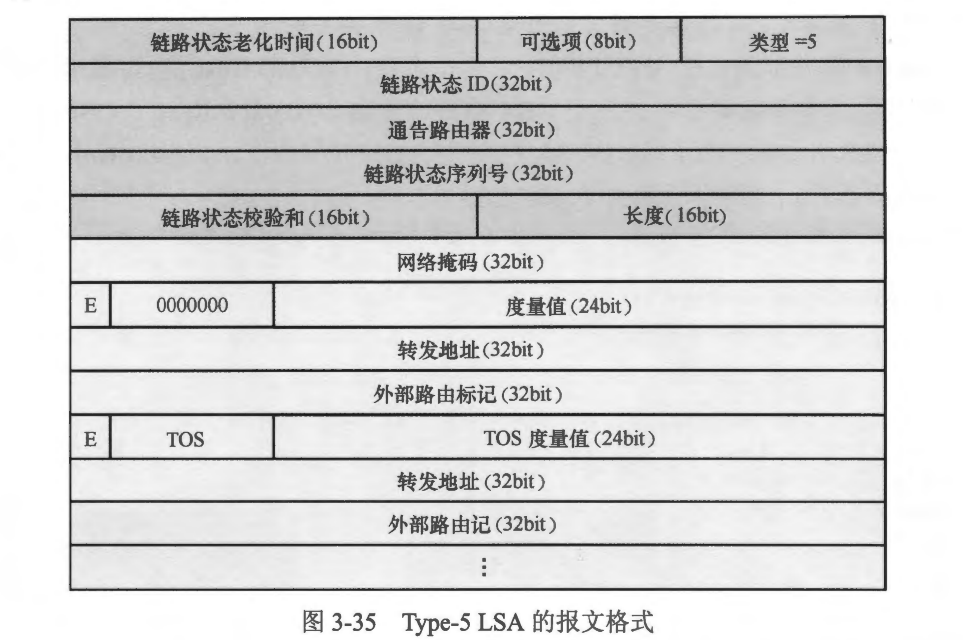 链路状态老化时间(16bit) 可选项(8bit) 类型=5
链路状态 ID(32bit)
通告路由器(32bit)
链路状态序列号(32bit)
链路状态校验和(16bit) 长度(16bit)
网络掩码(32bit)
E 0000000 度量值(24bit)
转发地址(32bit)
外部路由标记(32bit)
E TOS TOS 度量值(24bit)
转发地址(32bit)
外部路由记(32bit)
⋮
图 3-35 Type-5 LSA 的报文格式